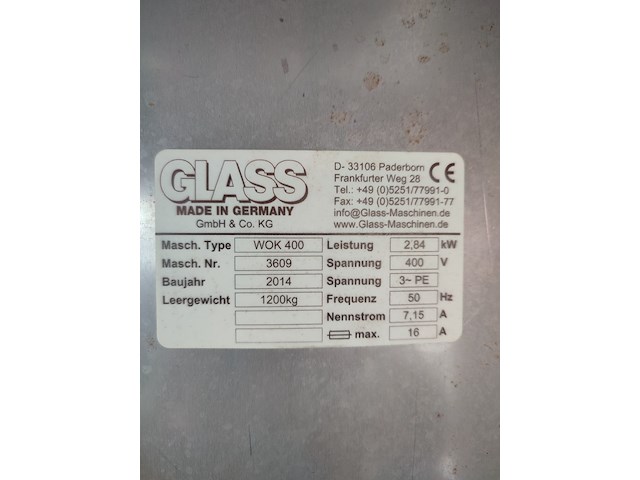 GLASS
MADE IN GERMANY
GmbH & Co. KG
D- 33106 Paderborn
Frankfurter Weg 28
Tel.: +49 (0)5251/77991-0
Fax: +49 (0)5251/77991-77
info@Glass-Maschinen.de
www.Glass-Maschinen.de
CE
Masch. Type WOK 400 Leistung 2,84 kW
Masch. Nr. 3609 Spannung 400 V
Baujahr 2014 Spannung 3~ PE
Leergewicht 1200kg Frequenz 50 Hz
Nennstrom 7,15 A
max. 16 A